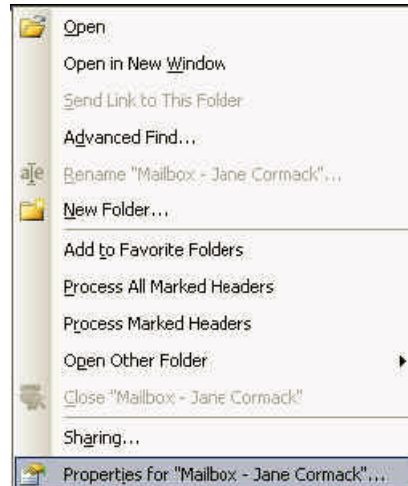 Open
Open in New Window
Send Link to This Folder
Advanced Find...
Rename "Mailbox - Jane Cormack"...
New Folder...
Add to Favorite Folders
Process All Marked Headers
Process Marked Headers
Open Other Folder
Close "Mailbox - Jane Cormack"
Sharing...
Properties for "Mailbox - Jane Cormack"...